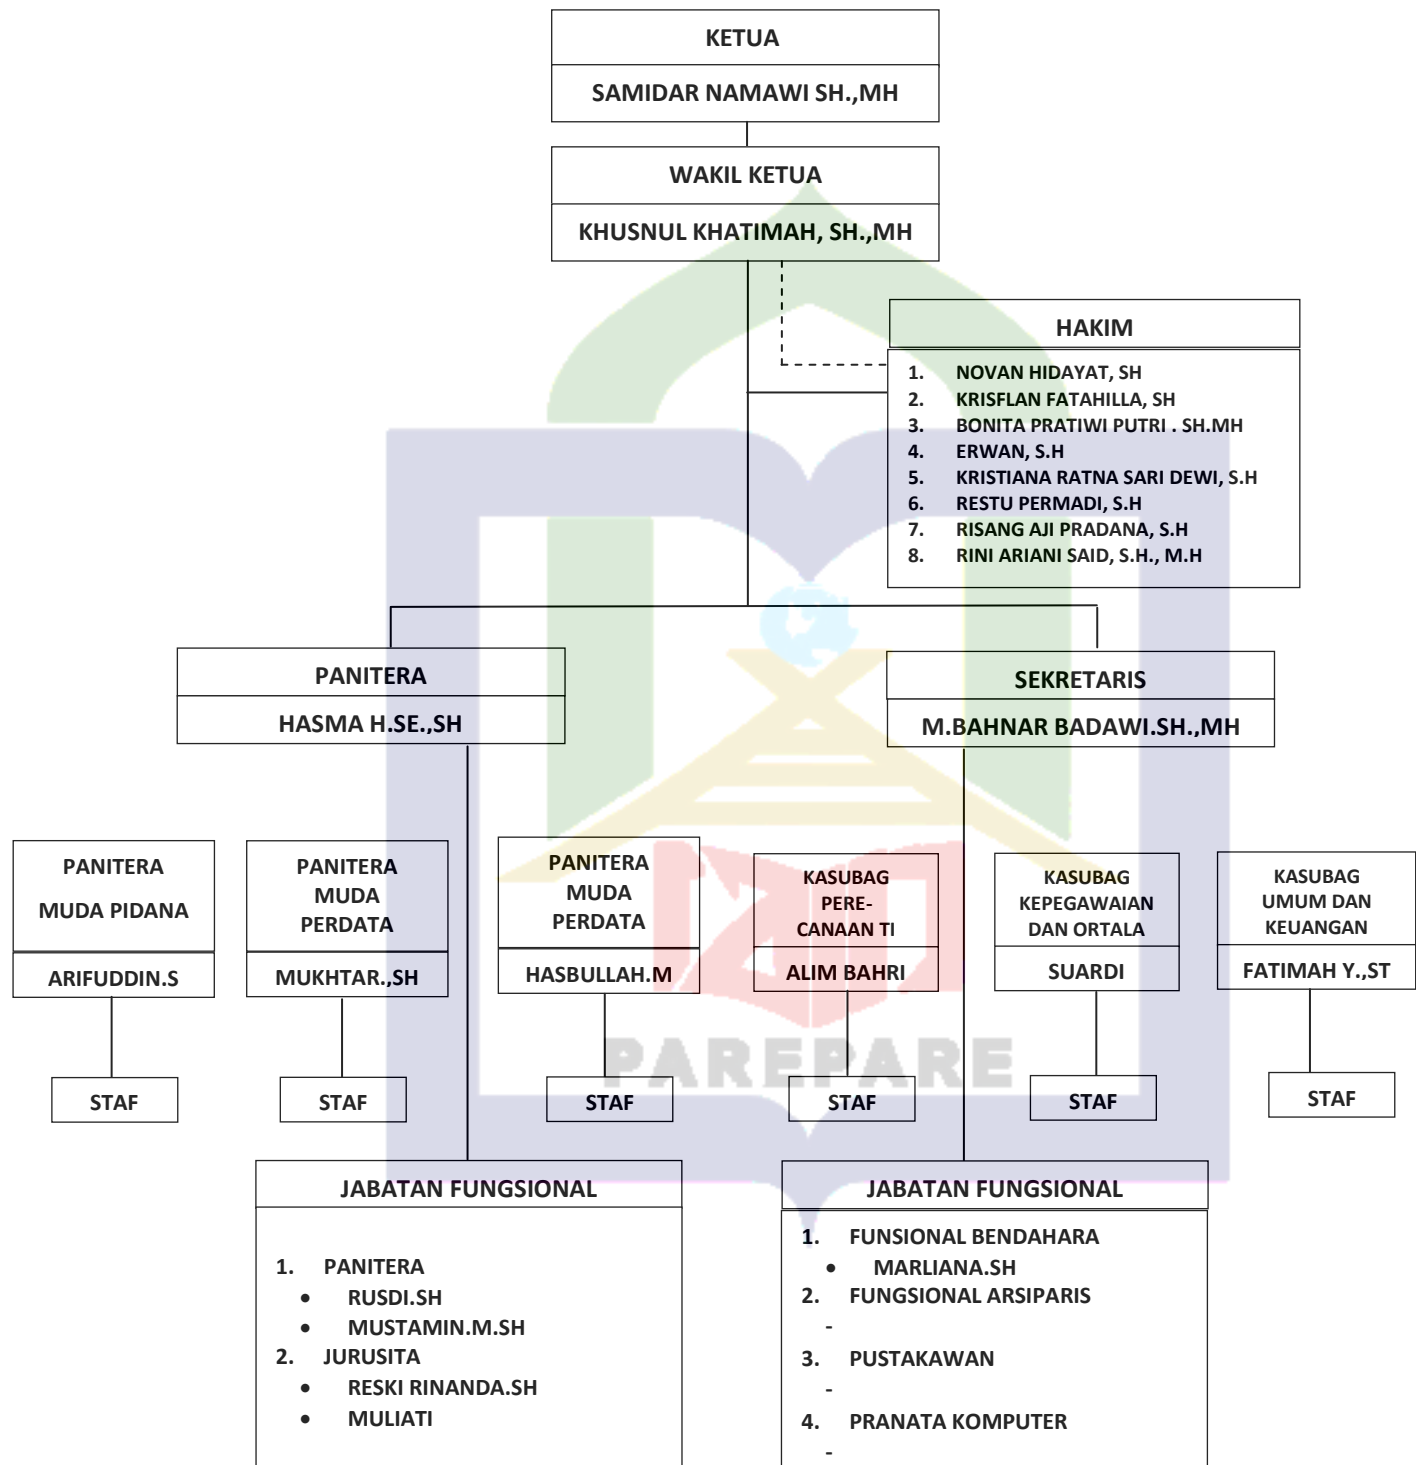 KETUA
SAMIDAR NAMAWI SH.,MH
WAKIL KETUA
KHUSNUL KHATIMAH, SH.,MH
HAKIM
1. NOVAN HIDAYAT, SH
2. KRISFLAN FATAHILLA, SH
3. BONITA PRATIWI PUTRI . SH.MH
4. ERWAN, S.H
5. KRISTIANA RATNA SARI DEWI, S.H
6. RESTU PERMADI, S.H
7. RISANG AJI PRADANA, S.H
8. RINI ARIANI SAID, S.H., M.H
PANITERA
HASMA H.SE.,SH
SEKRETARIS
M.BAHNAR BADAWI.SH.,MH
PANITERA
MUDA PIDANA
ARIFUDDIN.S
STAF
PANITERA
MUDA
PERDATA
MUKHTAR.,SH
STAF
PANITERA
MUDA
PERDATA
HASBULLAH.M
STAF
KASUBAG
PERE-
CANAAN TI
ALIM BAHRI
STAF
KASUBAG
KEPEGAWAIAN
DAN ORTALA
SUARDI
STAF
KASUBAG
UMUM DAN
KEUANGAN
FATIMAH Y.,ST
STAF
PAREPARE
JABATAN FUNGSIONAL
1. PANITERA
• RUSDI.SH
• MUSTAMIN.M.SH
2. JURUSITA
• RESKI RINANDA.SH
• MULIATI
JABATAN FUNGSIONAL
1. FUNSIONAL BENDAHARA
• MARLIANA.SH
2. FUNGSIONAL ARSIPARIS
-
3. PUSTAKAWAN
-
4. PRANATA KOMPUTER
-